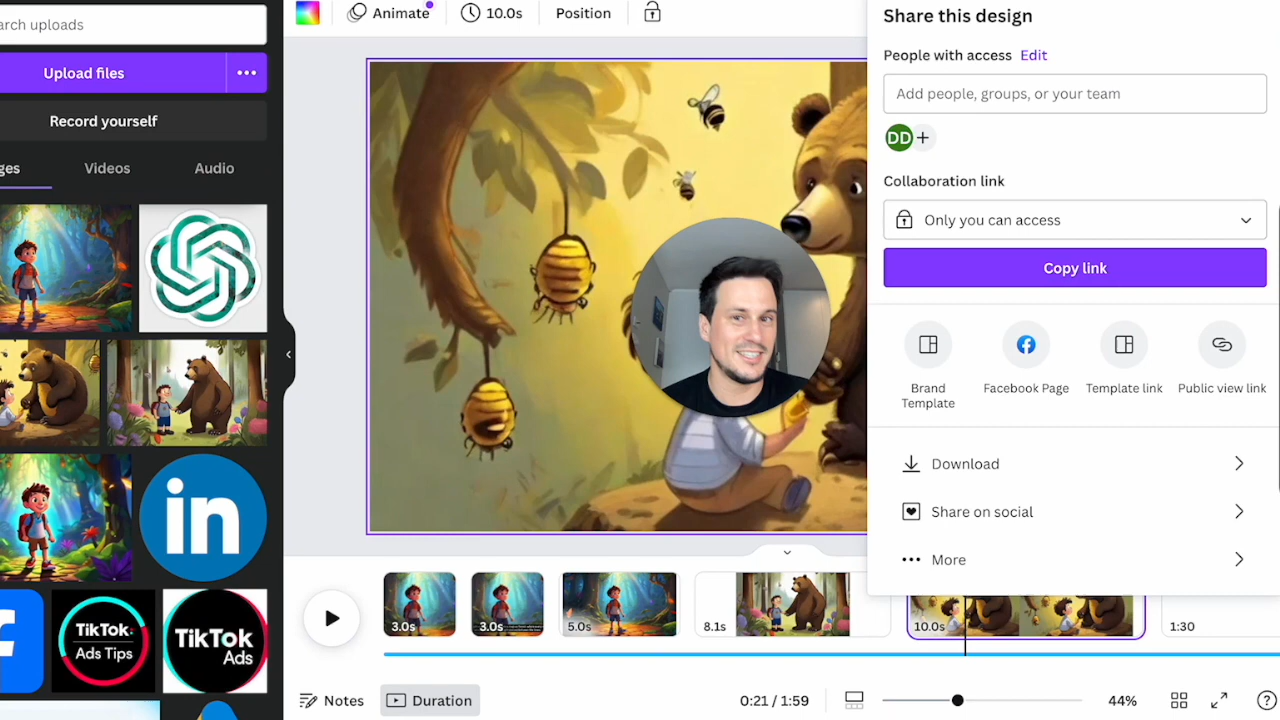 arch uploads
Upload files
Record yourself
ges
Videos
Audio
in
TikTok:
Ads Tips
TikTok
Ads
Animate
10.0s
Position
Share this design
People with access Edit
Add people, groups, or your team
DD
Collaboration link
Only you can access
Copy link
Brand
Template
Facebook Page
Template link
Public view link
Download
Share on social
More
3.0s
3.0s
5.0s
8.1s
10.0s
1:30
Notes
Duration
0:21 / 1:59
44%